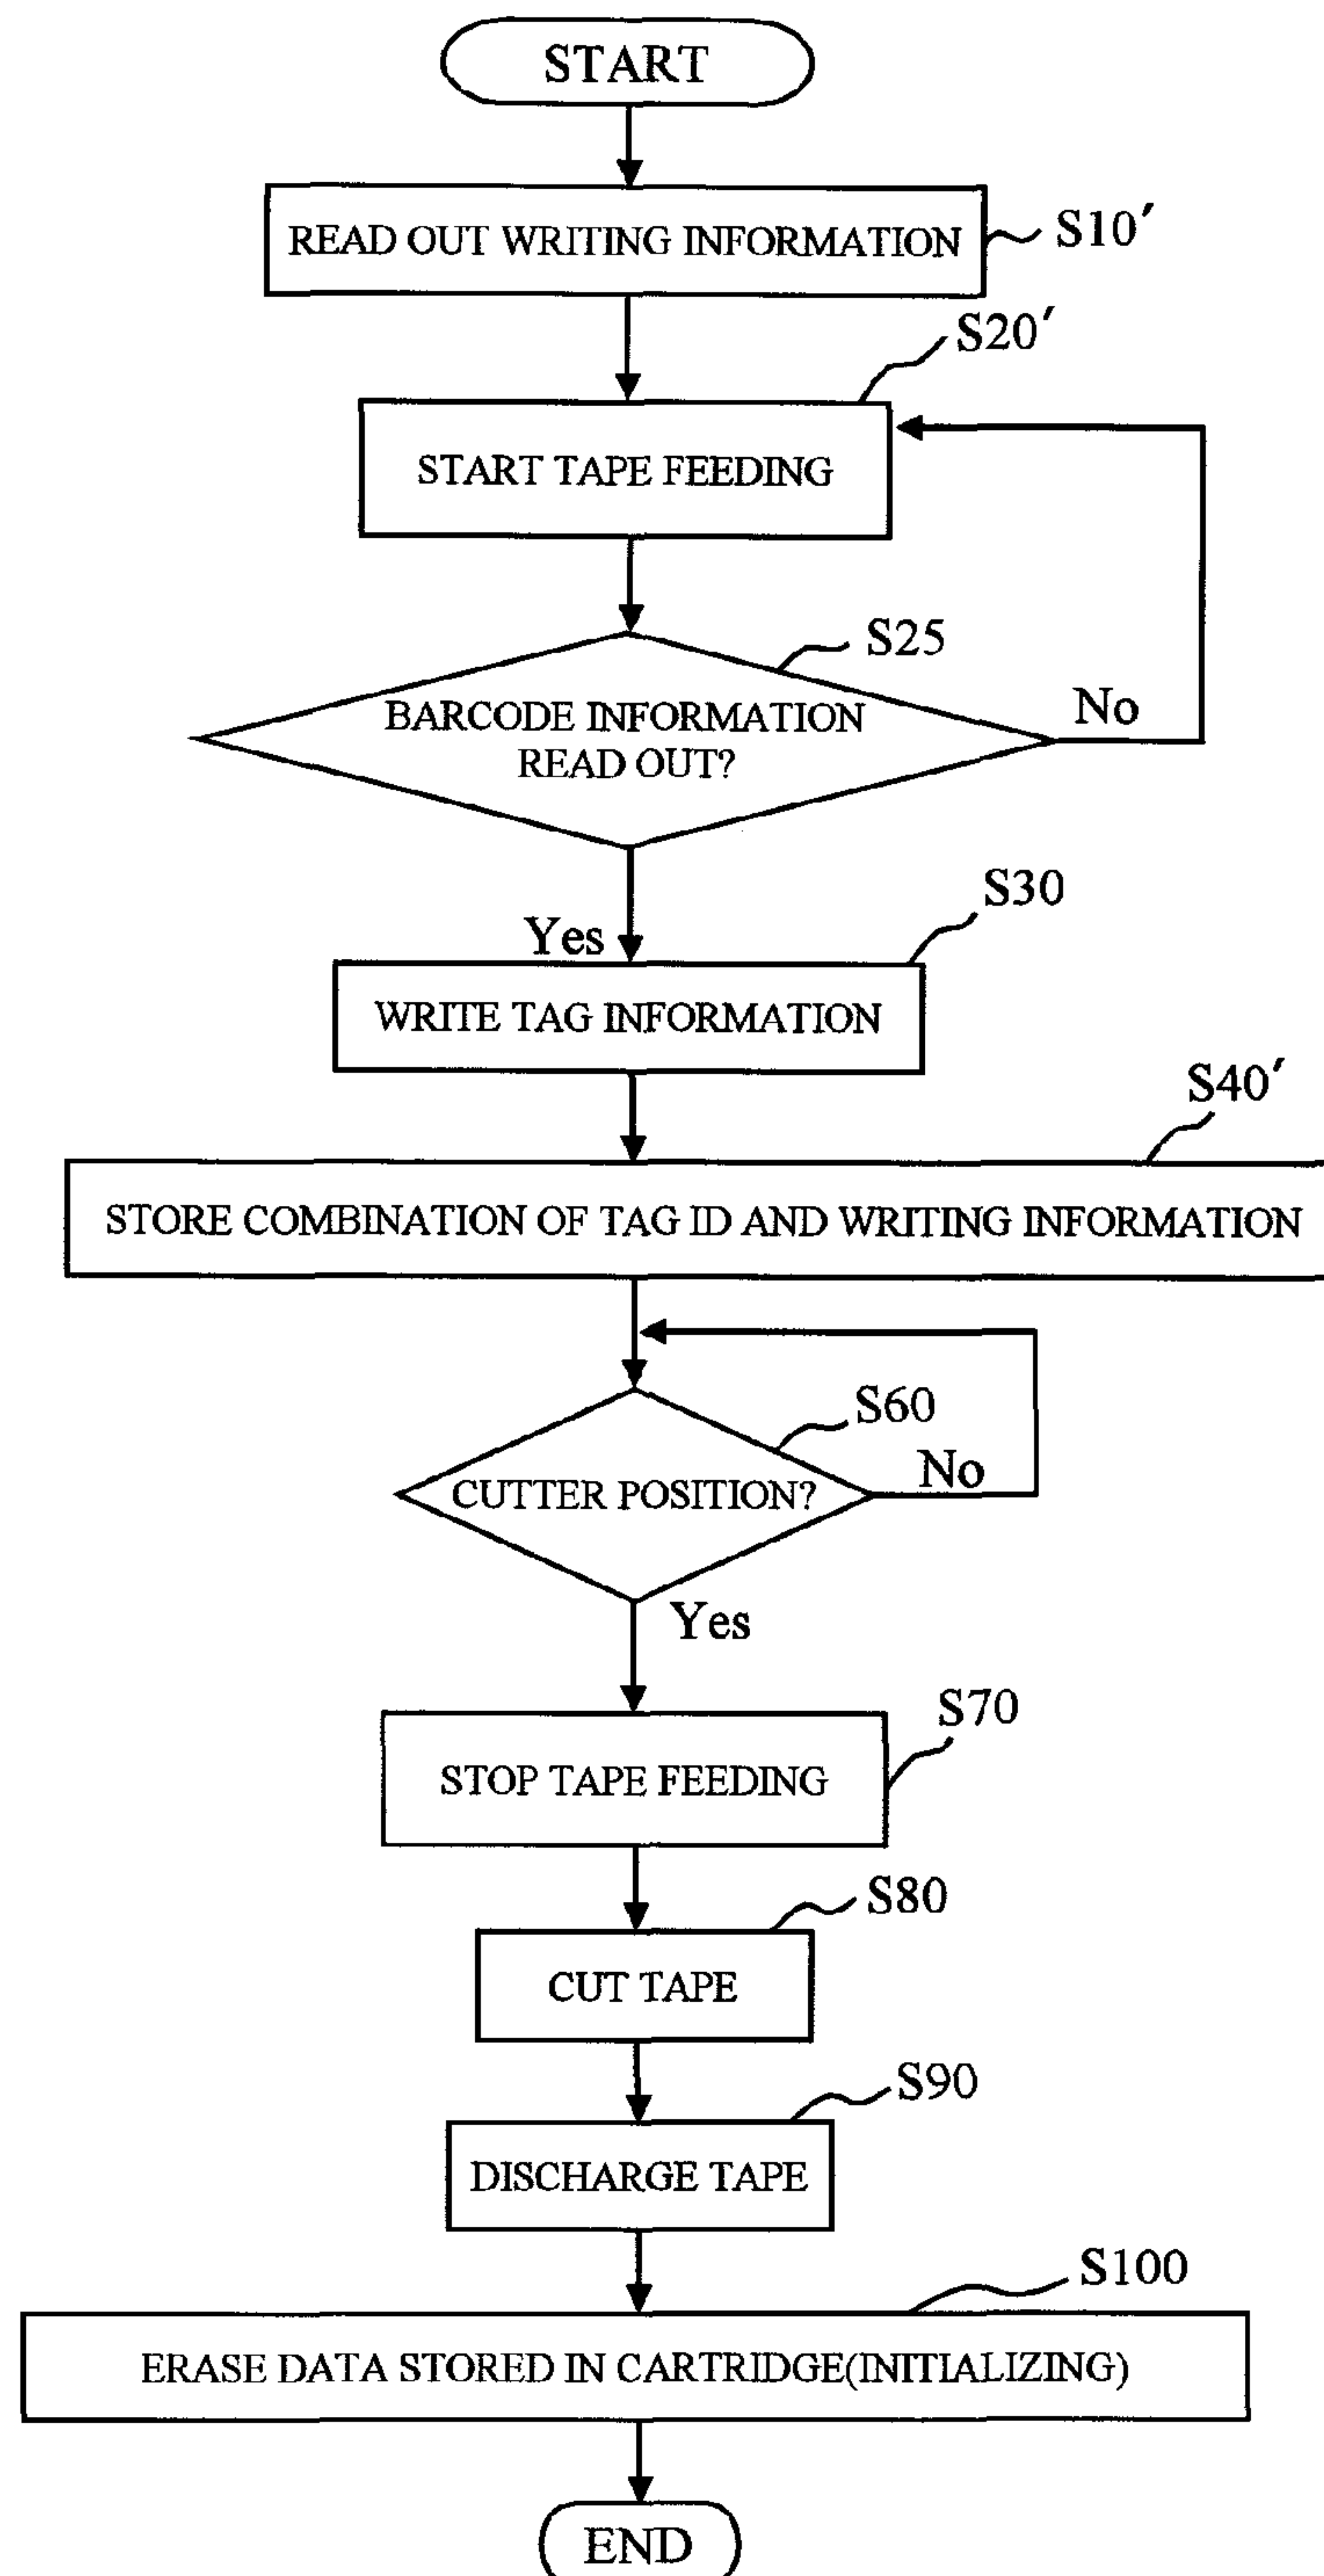 START
READ OUT WRITING INFORMATION
S10′
S20′
START TAPE FEEDING
S25
BARCODE INFORMATION
READ OUT?
No
Yes
S30
WRITE TAG INFORMATION
S40′
STORE COMBINATION OF TAG ID AND WRITING INFORMATION
S60
CUTTER POSITION?
No
Yes
S70
STOP TAPE FEEDING
S80
CUT TAPE
S90
DISCHARGE TAPE
S100
ERASE DATA STORED IN CARTRIDGE(INITIALIZING)
END